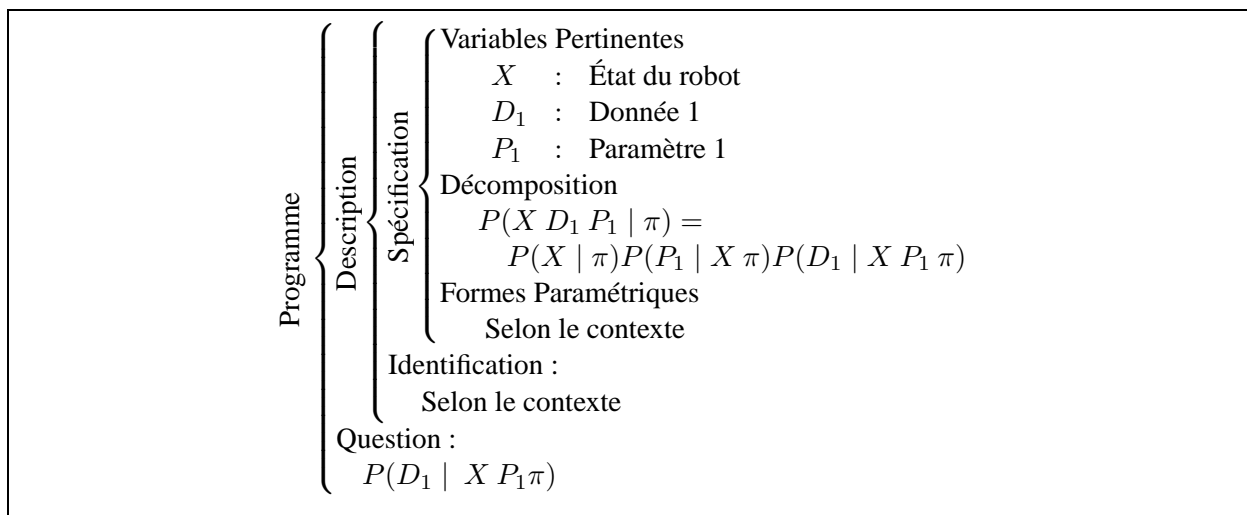 Programme
Description
Spécification
Variables Pertinentes
X : État du robot
D₁ : Donnée 1
P₁ : Paramètre 1
Décomposition
P(X D₁ P₁ | π) =
P(X | π)P(P₁ | X π)P(D₁ | X P₁ π)
Formes Paramétriques
Selon le contexte
Identification :
Selon le contexte
Question :
P(D₁ | X P₁π)